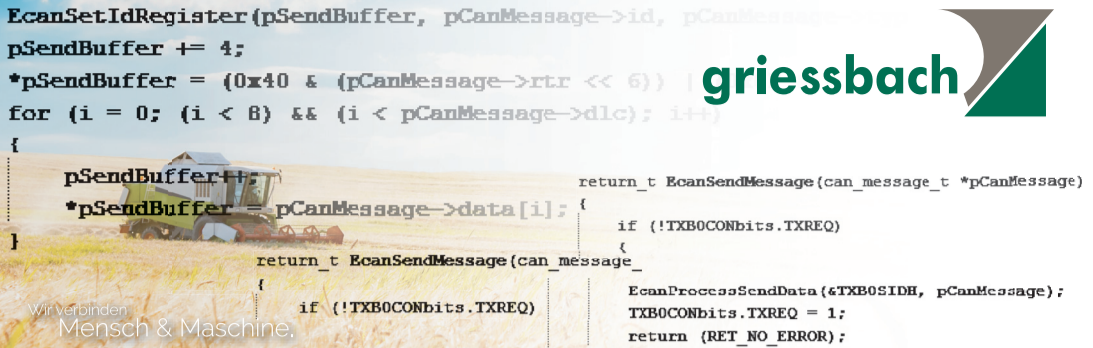 EcanSetIdRegister(pSendBuffer, pCanMessage->id,
pSendBuffer += 4;
*pSendBuffer = (0x40 & (pCanMessage->rtr << 6)) |
for (i = 0; (i < 8) && (i < pCanMessage->dlc); i++)
{
pSendBuffer++;
*pSendBuffer = pCanMessage->data[i];
}
griessbach
return_t EcanSendMessage(can_message_t *pCanMessage)
{
if (!TXB0CONbits.TXREQ)
{
EcanProcessSendData(&TXB0SIDH, pCanMessage);
TXB0CONbits.TXREQ = 1;
return (RET_NO_ERROR);
return_t EcanSendMessage(can_message_
{
if (!TXB0CONbits.TXREQ)
Wir verbinden
Mensch & Maschine.